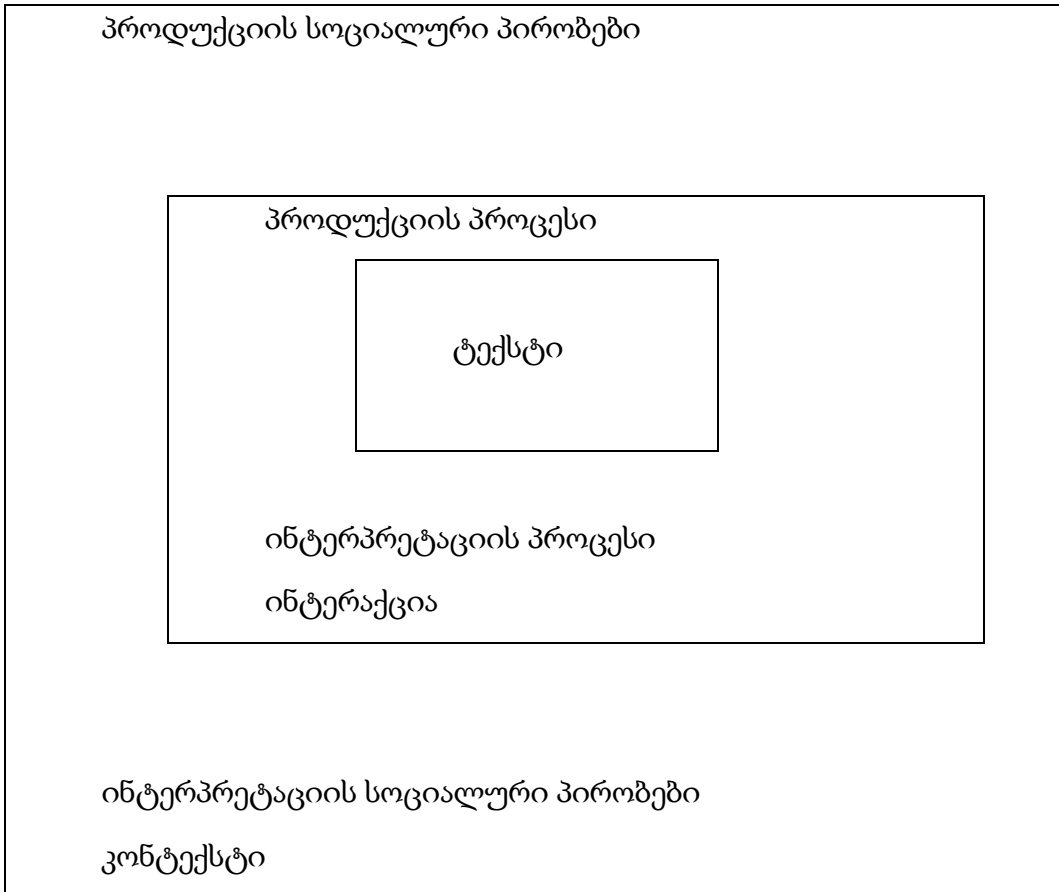 პროდუქციის სოციალური პირობები
პროდუქციის პროცესი
ტექსტი
ინტერპრეტაციის პროცესი
ინტერაქცია
ინტერპრეტაციის სოციალური პირობები
კონტექსტი